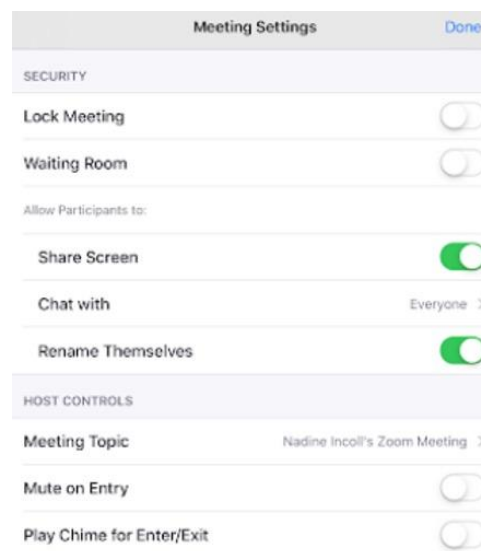 Meeting Settings Done
SECURITY
Lock Meeting
Waiting Room
Allow Participants to:
Share Screen
Chat with Everyone
Rename Themselves
HOST CONTROLS
Meeting Topic Nadine Incoll's Zoom Meeting
Mute on Entry
Play Chime for Enter/Exit